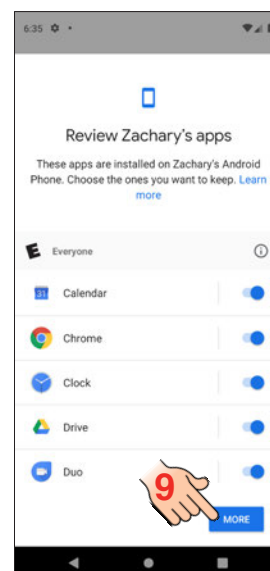 6:35
Review Zachary's apps
These apps are installed on Zachary's Android
Phone. Choose the ones you want to keep. Learn
more
E Everyone
31 Calendar
Chrome
Clock
Drive
Duo
9
MORE